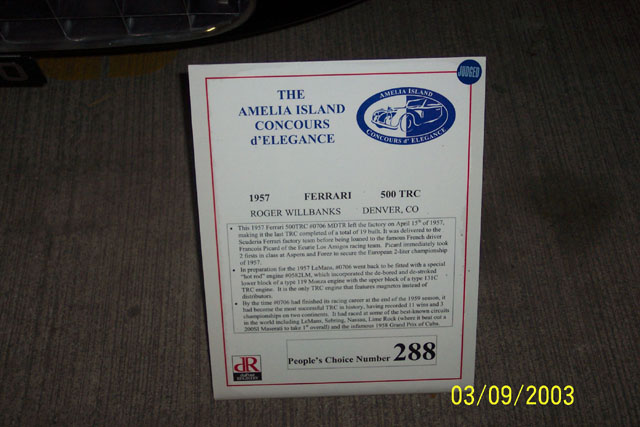 JUDGED
THE
AMELIA ISLAND
CONCOURS
d'ELEGANCE
AMELIA ISLAND
CONCOURS d' ELEGANCE
1957 FERRARI 500 TRC
ROGER WILLBANKS DENVER, CO
• This 1957 Ferrari 500TRC #0706 MDTR left the factory on April 15th of 1957,
making it the last TRC completed of a total of 19 built. It was delivered to the
Scuderia Ferrari factory team before being loaned to the famous French driver
Francois Picard of the Estatic Los Amigos racing team. Picard immediately took
2 firsts in class at Aspern and Forez to secure the European 2-liter championship
of 1957.
• In preparation for the 1957 LeMans, #0706 went back to be fitted with a special
"hot rod" engine #0582LM, which incorporated the de-bored and de-stroked
lower block of a type 119 Monza engine with the upper block of a type 131C
TRC engine. It is the only TRC engine that features magnetos instead of
distributors.
• By the time #0706 had finished its racing career at the end of the 1959 season, it
had become the most successful TRC in history, having recorded 11 wins and 3
championships on two continents. It had raced at some of the best-known circuits
in the world including LeMans, Sebring, Nassau, Lime Rock (where it beat out a
200SI Maserati to take 1st overall) and the infamous 1958 Grand Prix of Cuba.
People's Choice Number 288
03/09/2003